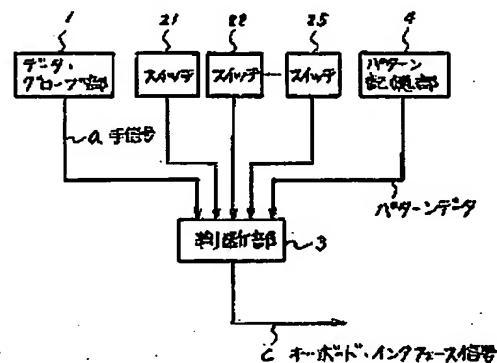 1
21
22
25
4
データ・
グローブ部
スイッチ
スイッチ
スイッチ
パターン
記憶部
a 手信号
パターンデータ
判断部
3
C キーボード・インタフェース信号